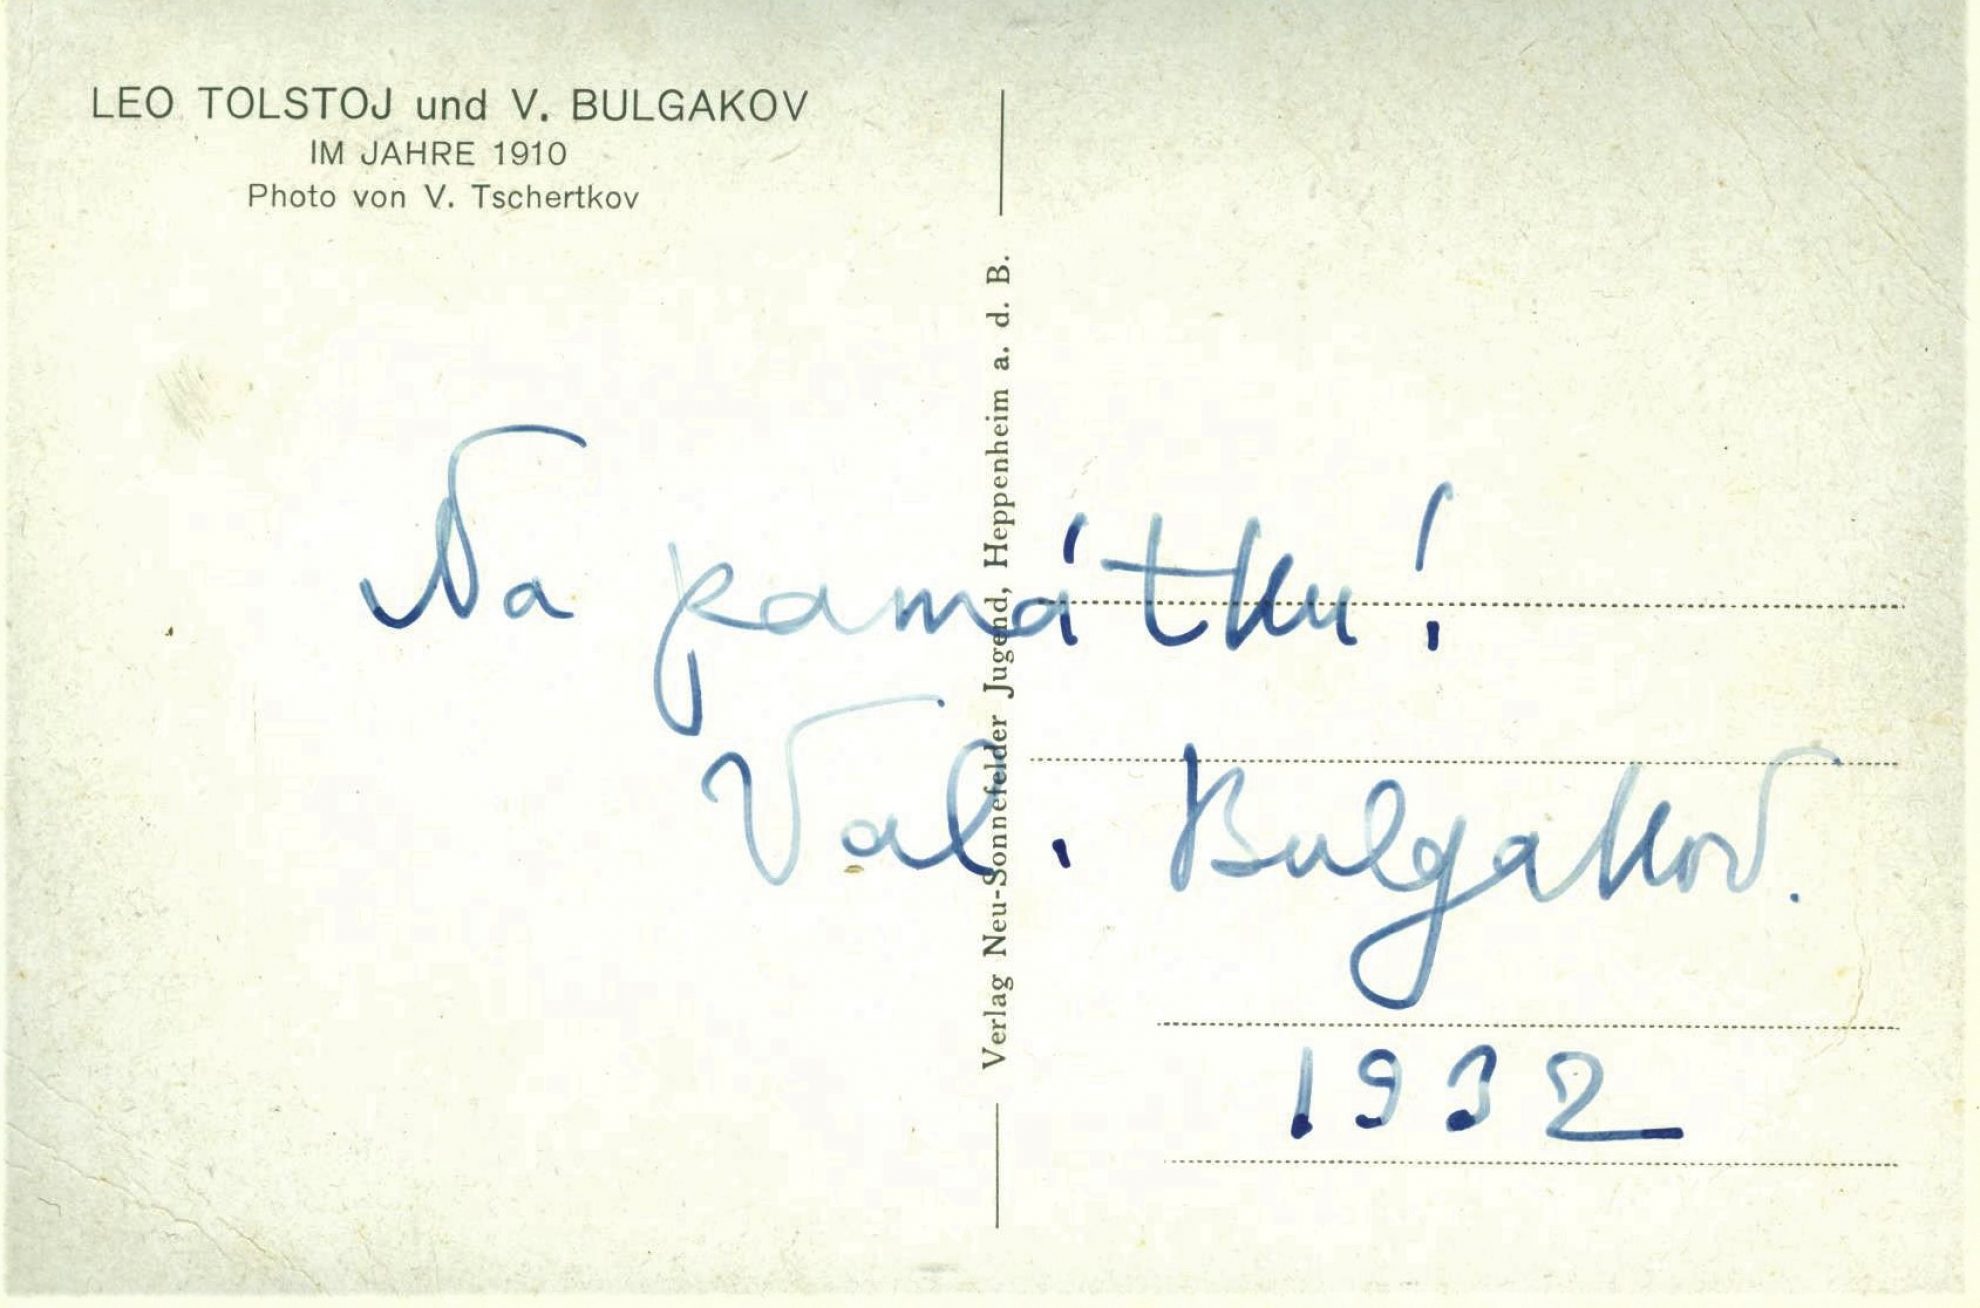 LEO TOLSTOJ und V. BULGAKOV
IM JAHRE 1910
Photo von V. Tschertkov
Verlag Neu-Sonnefelder Jugend, Heppenheim a. d. B.
Na památku!
Val. Bulgakov.
1932